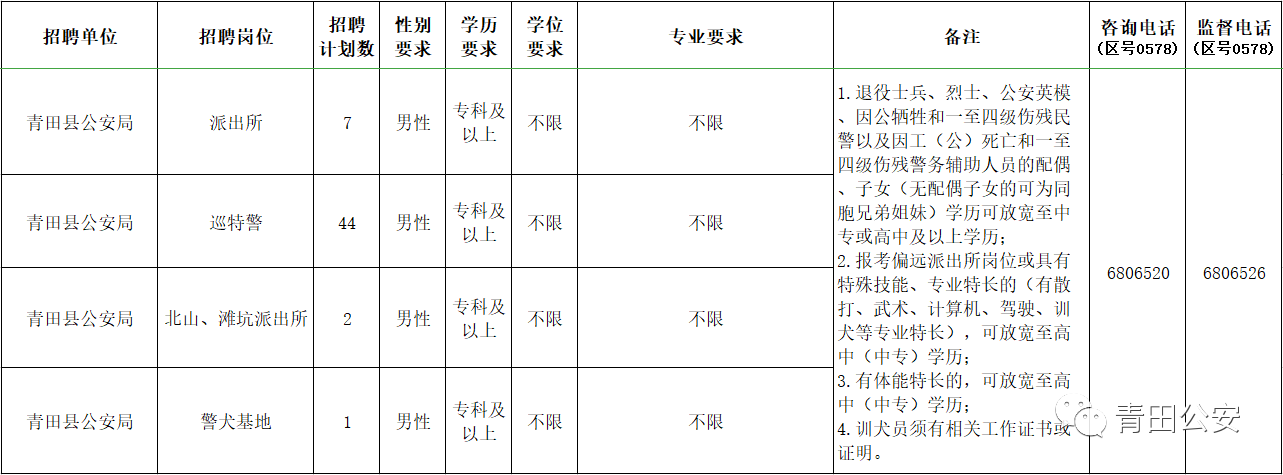 招聘单位 招聘岗位 招聘计划数 性别要求 学历要求 学位要求 专业要求 备注 咨询电话(区号0578) 监督电话(区号0578)
青田县公安局 派出所 7 男性 专科及以上 不限 不限
青田县公安局 巡特警 44 男性 专科及以上 不限 不限
青田县公安局 北山、滩坑派出所 2 男性 专科及以上 不限 不限
青田县公安局 警犬基地 1 男性 专科及以上 不限 不限
1.退役士兵、烈士、公安英模
、因公牺牲和一至四级伤残民
警以及因工（公）死亡和一至
四级伤残警务辅助人员的配偶
、子女（无配偶子女的可为同
胞兄弟姐妹）学历可放宽至中
专或高中及以上学历；
2.报考偏远派出所岗位或具有
特殊技能、专业特长的（有散
打、武术、计算机、驾驶、训
犬等专业特长），可放宽至高
中（中专）学历；
3.有体能特长的，可放宽至高
中（中专）学历；
4.训犬员须有相关工作证书或
证明。
6806520 6806526
青田公安